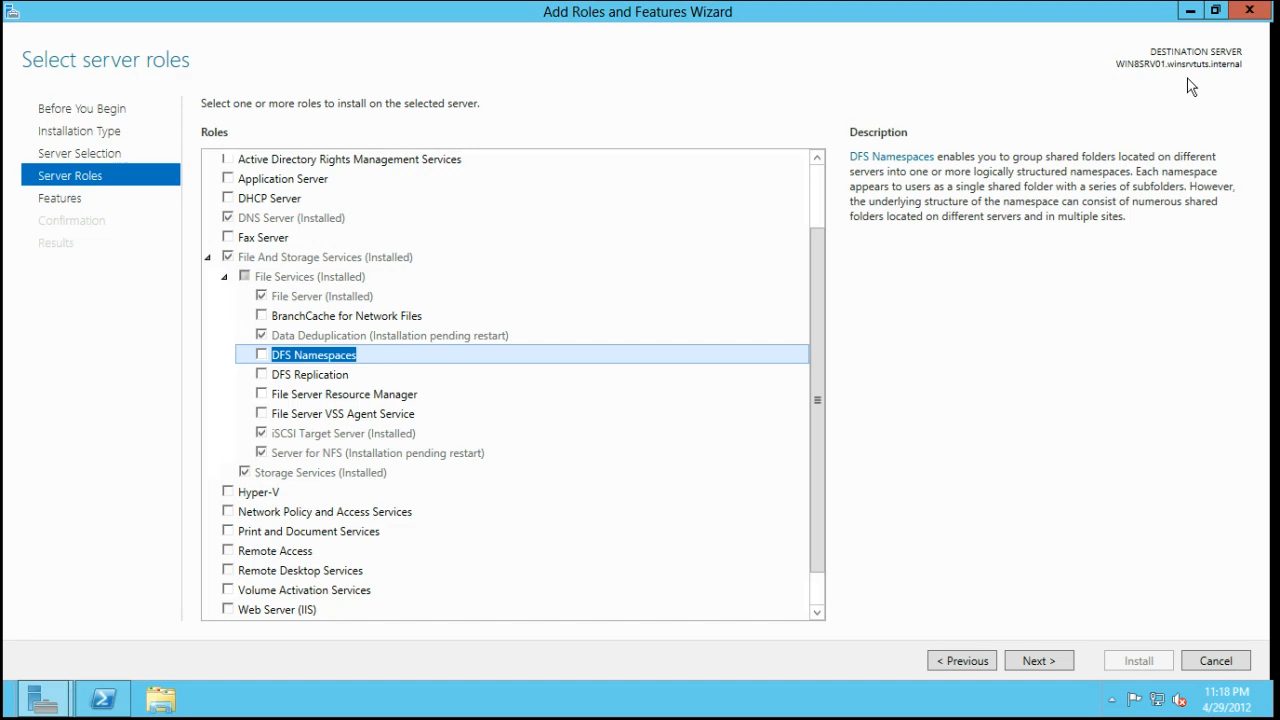 Add Roles and Features Wizard
Select server roles
DESTINATION SERVER
WIN8SRV01.winsrvtuts.internal
Before You Begin
Installation Type
Server Selection
Server Roles
Features
Confirmation
Results
Select one or more roles to install on the selected server.
Roles
Active Directory Rights Management Services
Application Server
DHCP Server
DNS Server (Installed)
Fax Server
File And Storage Services (Installed)
File Services (Installed)
File Server (Installed)
BranchCache for Network Files
Data Deduplication (Installation pending restart)
DFS Namespaces
DFS Replication
File Server Resource Manager
File Server VSS Agent Service
iSCSI Target Server (Installed)
Server for NFS (Installation pending restart)
Storage Services (Installed)
Hyper-V
Network Policy and Access Services
Print and Document Services
Remote Access
Remote Desktop Services
Volume Activation Services
Web Server (IIS)
Description
DFS Namespaces enables you to group shared folders located on different
servers into one or more logically structured namespaces. Each namespace
appears to users as a single shared folder with a series of subfolders. However,
the underlying structure of the namespace can consist of numerous shared
folders located on different servers and in multiple sites.
< Previous
Next >
Install
Cancel
11:18 PM
4/29/2012